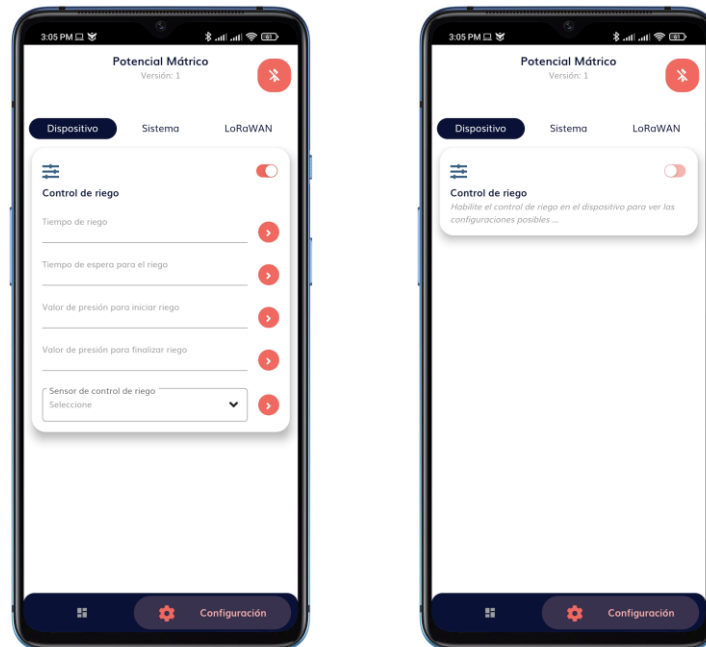 3:05 PM
61
Potencial Mátrico
Versión: 1
Dispositivo Sistema LoRaWAN
Control de riego
Tiempo de riego
Tiempo de espera para el riego
Valor de presión para iniciar riego
Valor de presión para finalizar riego
Sensor de control de riego
Seleccione
Configuración
3:05 PM
61
Potencial Mátrico
Versión: 1
Dispositivo Sistema LoRaWAN
Control de riego
Habilite el control de riego en el dispositivo para ver las
configuraciones posibles ...
Configuración